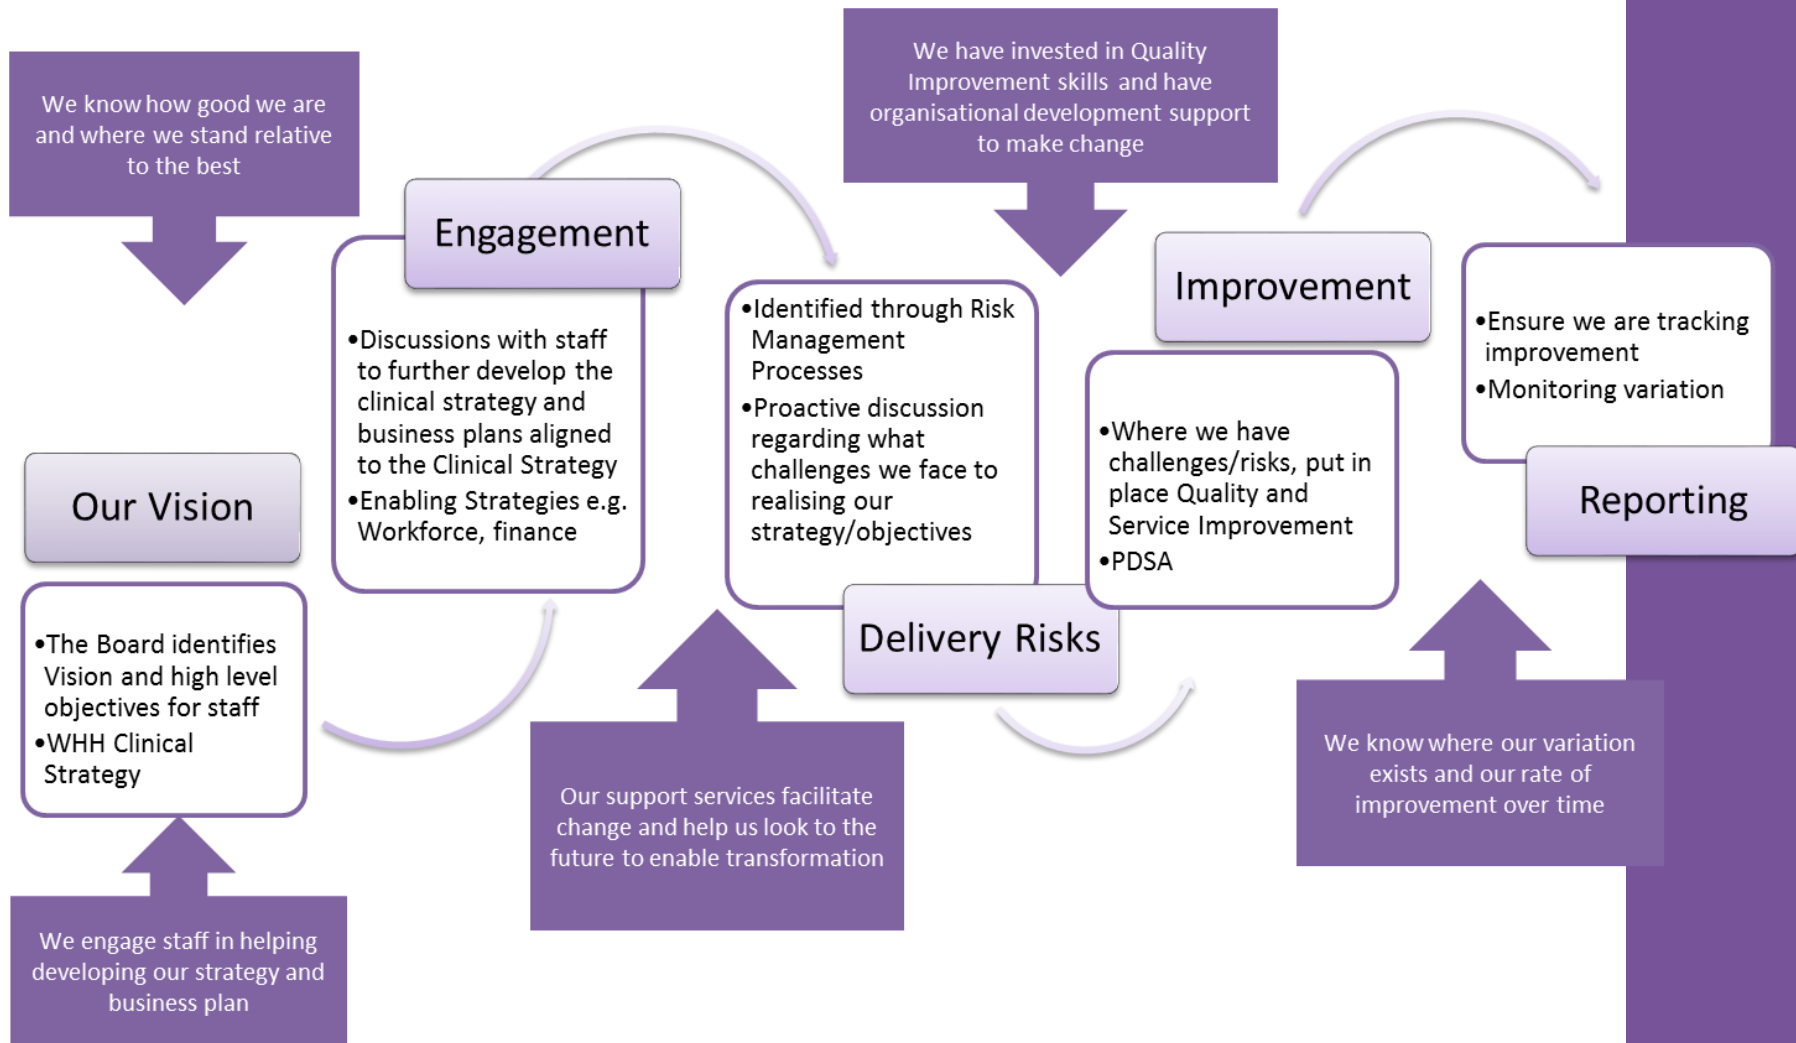 We know how good we are
and where we stand relative
to the best
We have invested in Quality
Improvement skills and have
organisational development support
to make change
Our Vision
•The Board identifies
Vision and high level
objectives for staff
•WHH Clinical
Strategy
We engage staff in helping
developing our strategy and
business plan
Engagement
•Discussions with staff
to further develop the
clinical strategy and
business plans aligned
to the Clinical Strategy
•Enabling Strategies e.g.
Workforce, finance
•Identified through Risk
Management
Processes
•Proactive discussion
regarding what
challenges we face to
realising our
strategy/objectives
Delivery Risks
Our support services facilitate
change and help us look to the
future to enable transformation
Improvement
•Where we have
challenges/risks, put in
place Quality and
Service Improvement
•PDSA
•Ensure we are tracking
improvement
•Monitoring variation
Reporting
We know where our variation
exists and our rate of
improvement over time